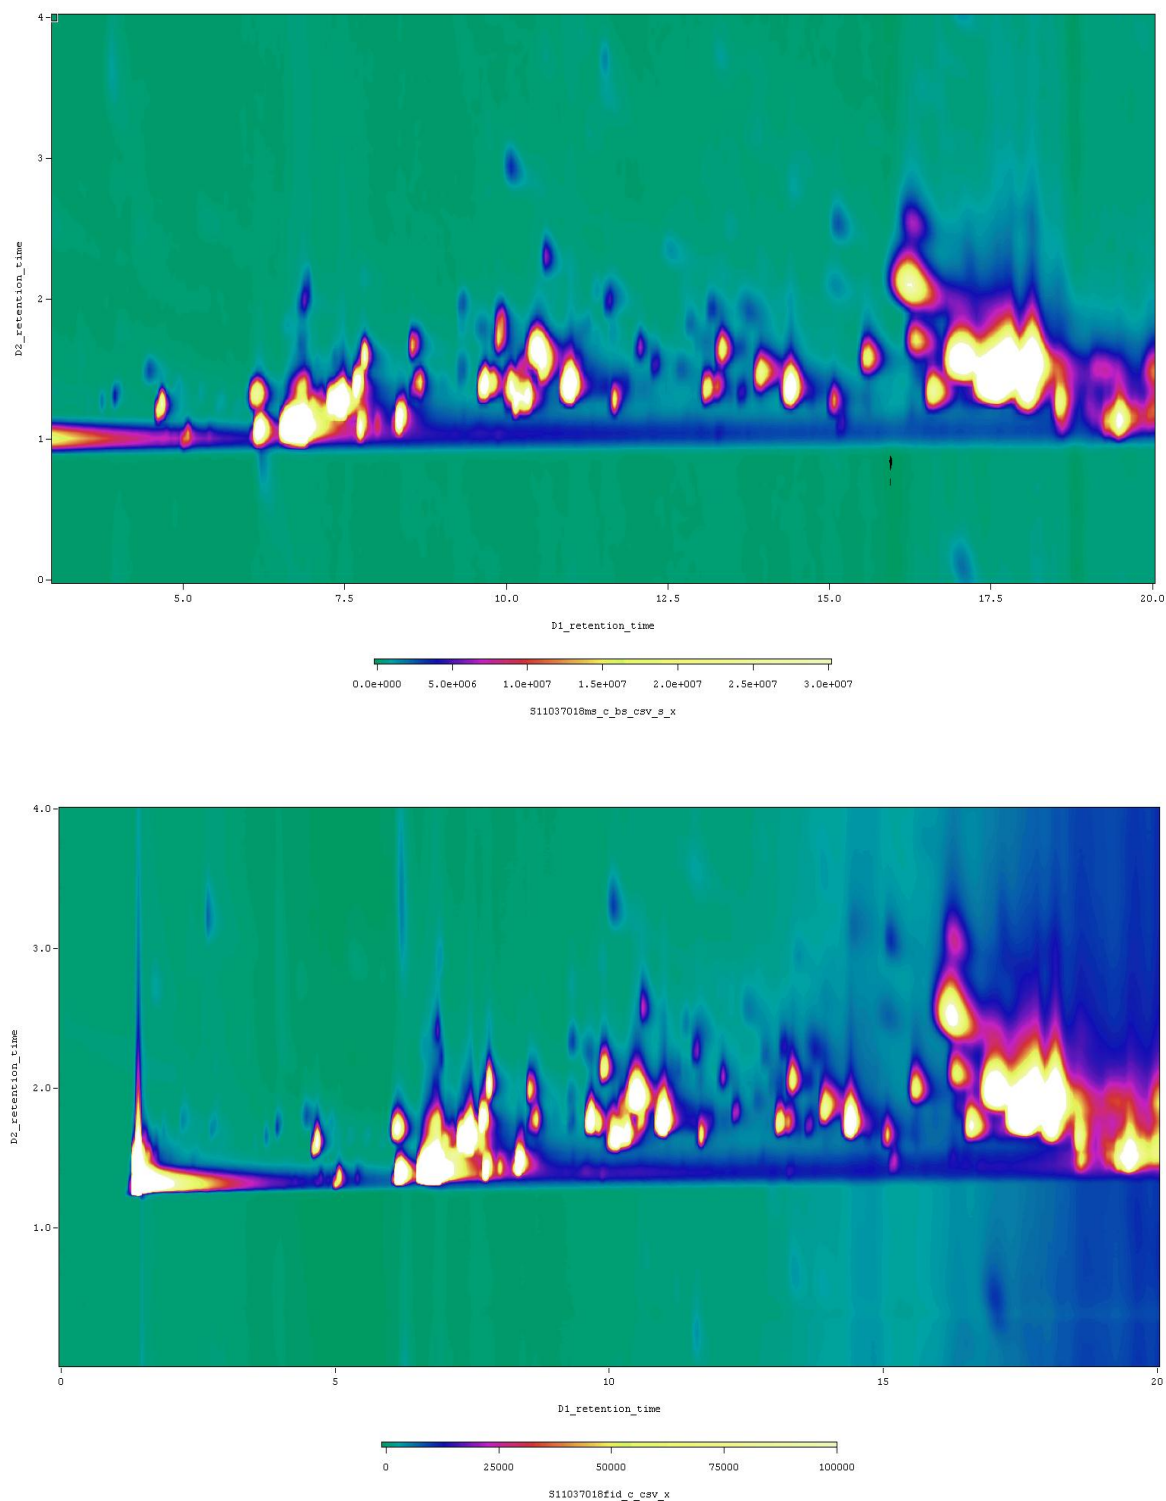 4
3
D2_retention_time
2
1
0
5.0 7.5 10.0 12.5 15.0 17.5 20.0
D1_retention_time
0.0e+000 5.0e+006 1.0e+007 1.5e+007 2.0e+007 2.5e+007 3.0e+007
S11037018ms_c_bs_csv_s_x
4.0
3.0
D2_retention_time
2.0
1.0
0 5 10 15 20
D1_retention_time
0 25000 50000 75000 100000
S11037018fid_c_csv_x